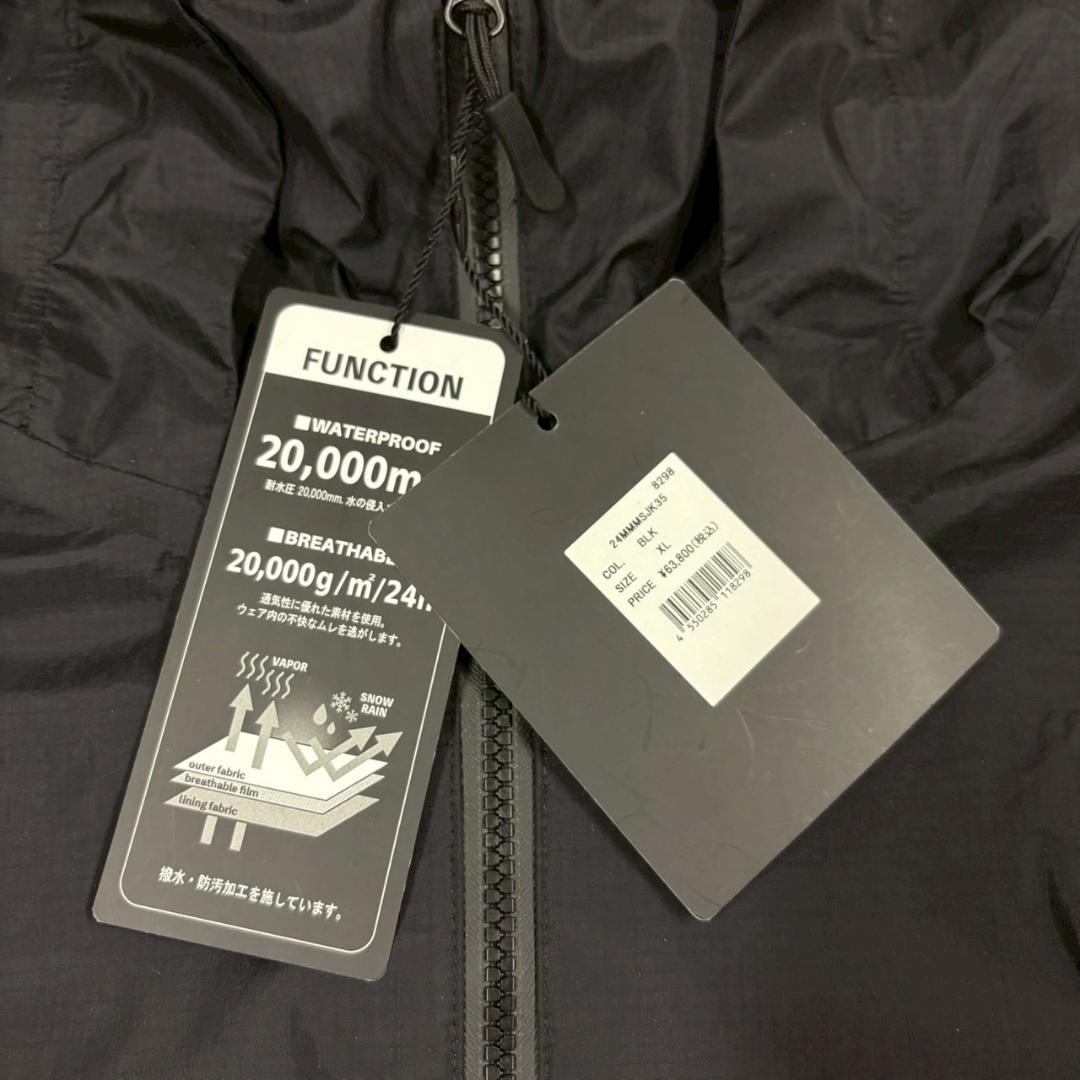 FUNCTION
■WATERPROOF
20,000m
耐水圧 20,000mm. 水の侵入
■BREATHABL
20,000g/㎡/24h
通気性に優れた素材を使用。
ウェア内の不快なムレを逃がします。
VAPOR
SNOW
RAIN
outer fabric
breathable film
lining fabric
撥水・防汚加工を施しています。
8298
24MMMSJK35
COL. BLK
SIZE XL
PRICE ¥63,800(税込)
4 550285 118298